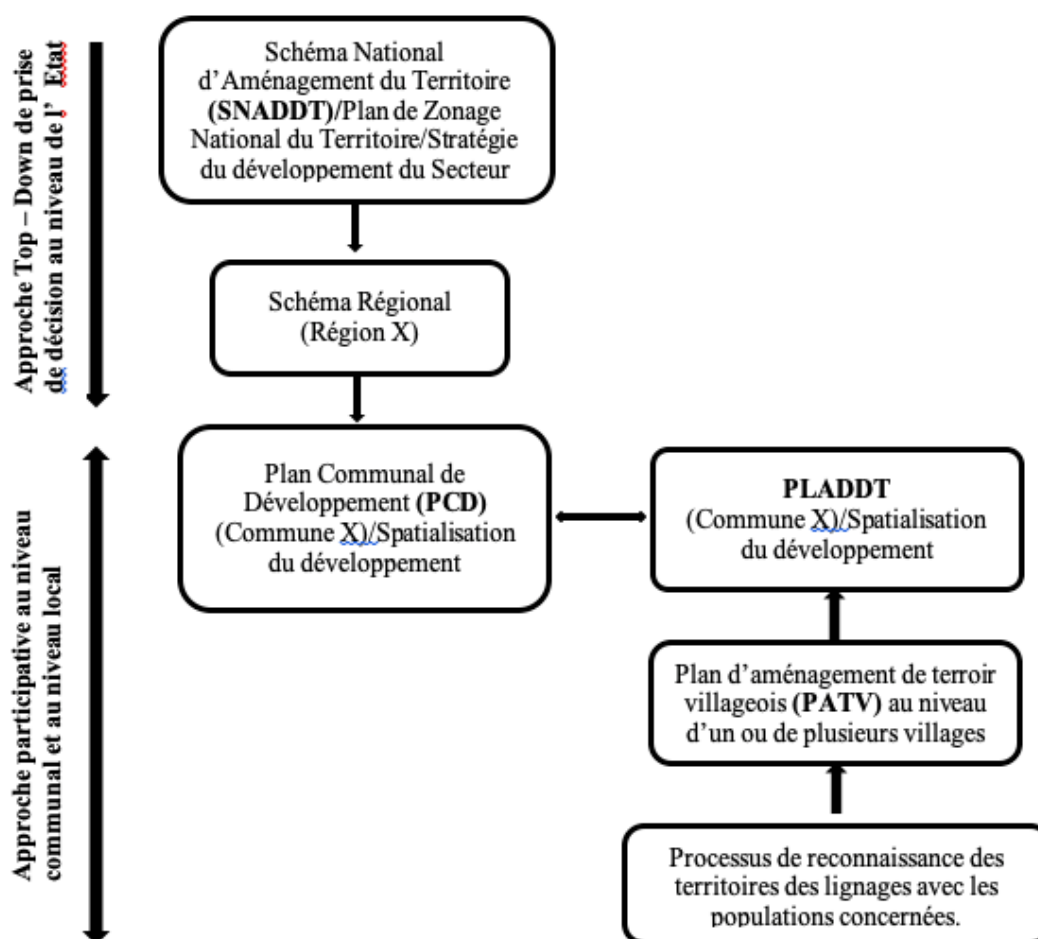 Approche Top – Down de prise
de décision au niveau de l’ Etat
Schéma National
d’Aménagement du Territoire
(SNADDT)/Plan de Zonage
National du Territoire/Stratégie
du développement du Secteur
Schéma Régional
(Région X)
Approche participative au niveau
communal et au niveau local
Plan Communal de
Développement (PCD)
(Commune X)/Spatialisation
du développement
PLADDT
(Commune X)/Spatialisation
du développement
Plan d’aménagement de terroir
villageois (PATV) au niveau
d’un ou de plusieurs villages
Processus de reconnaissance des
territoires des lignages avec les
populations concernées.